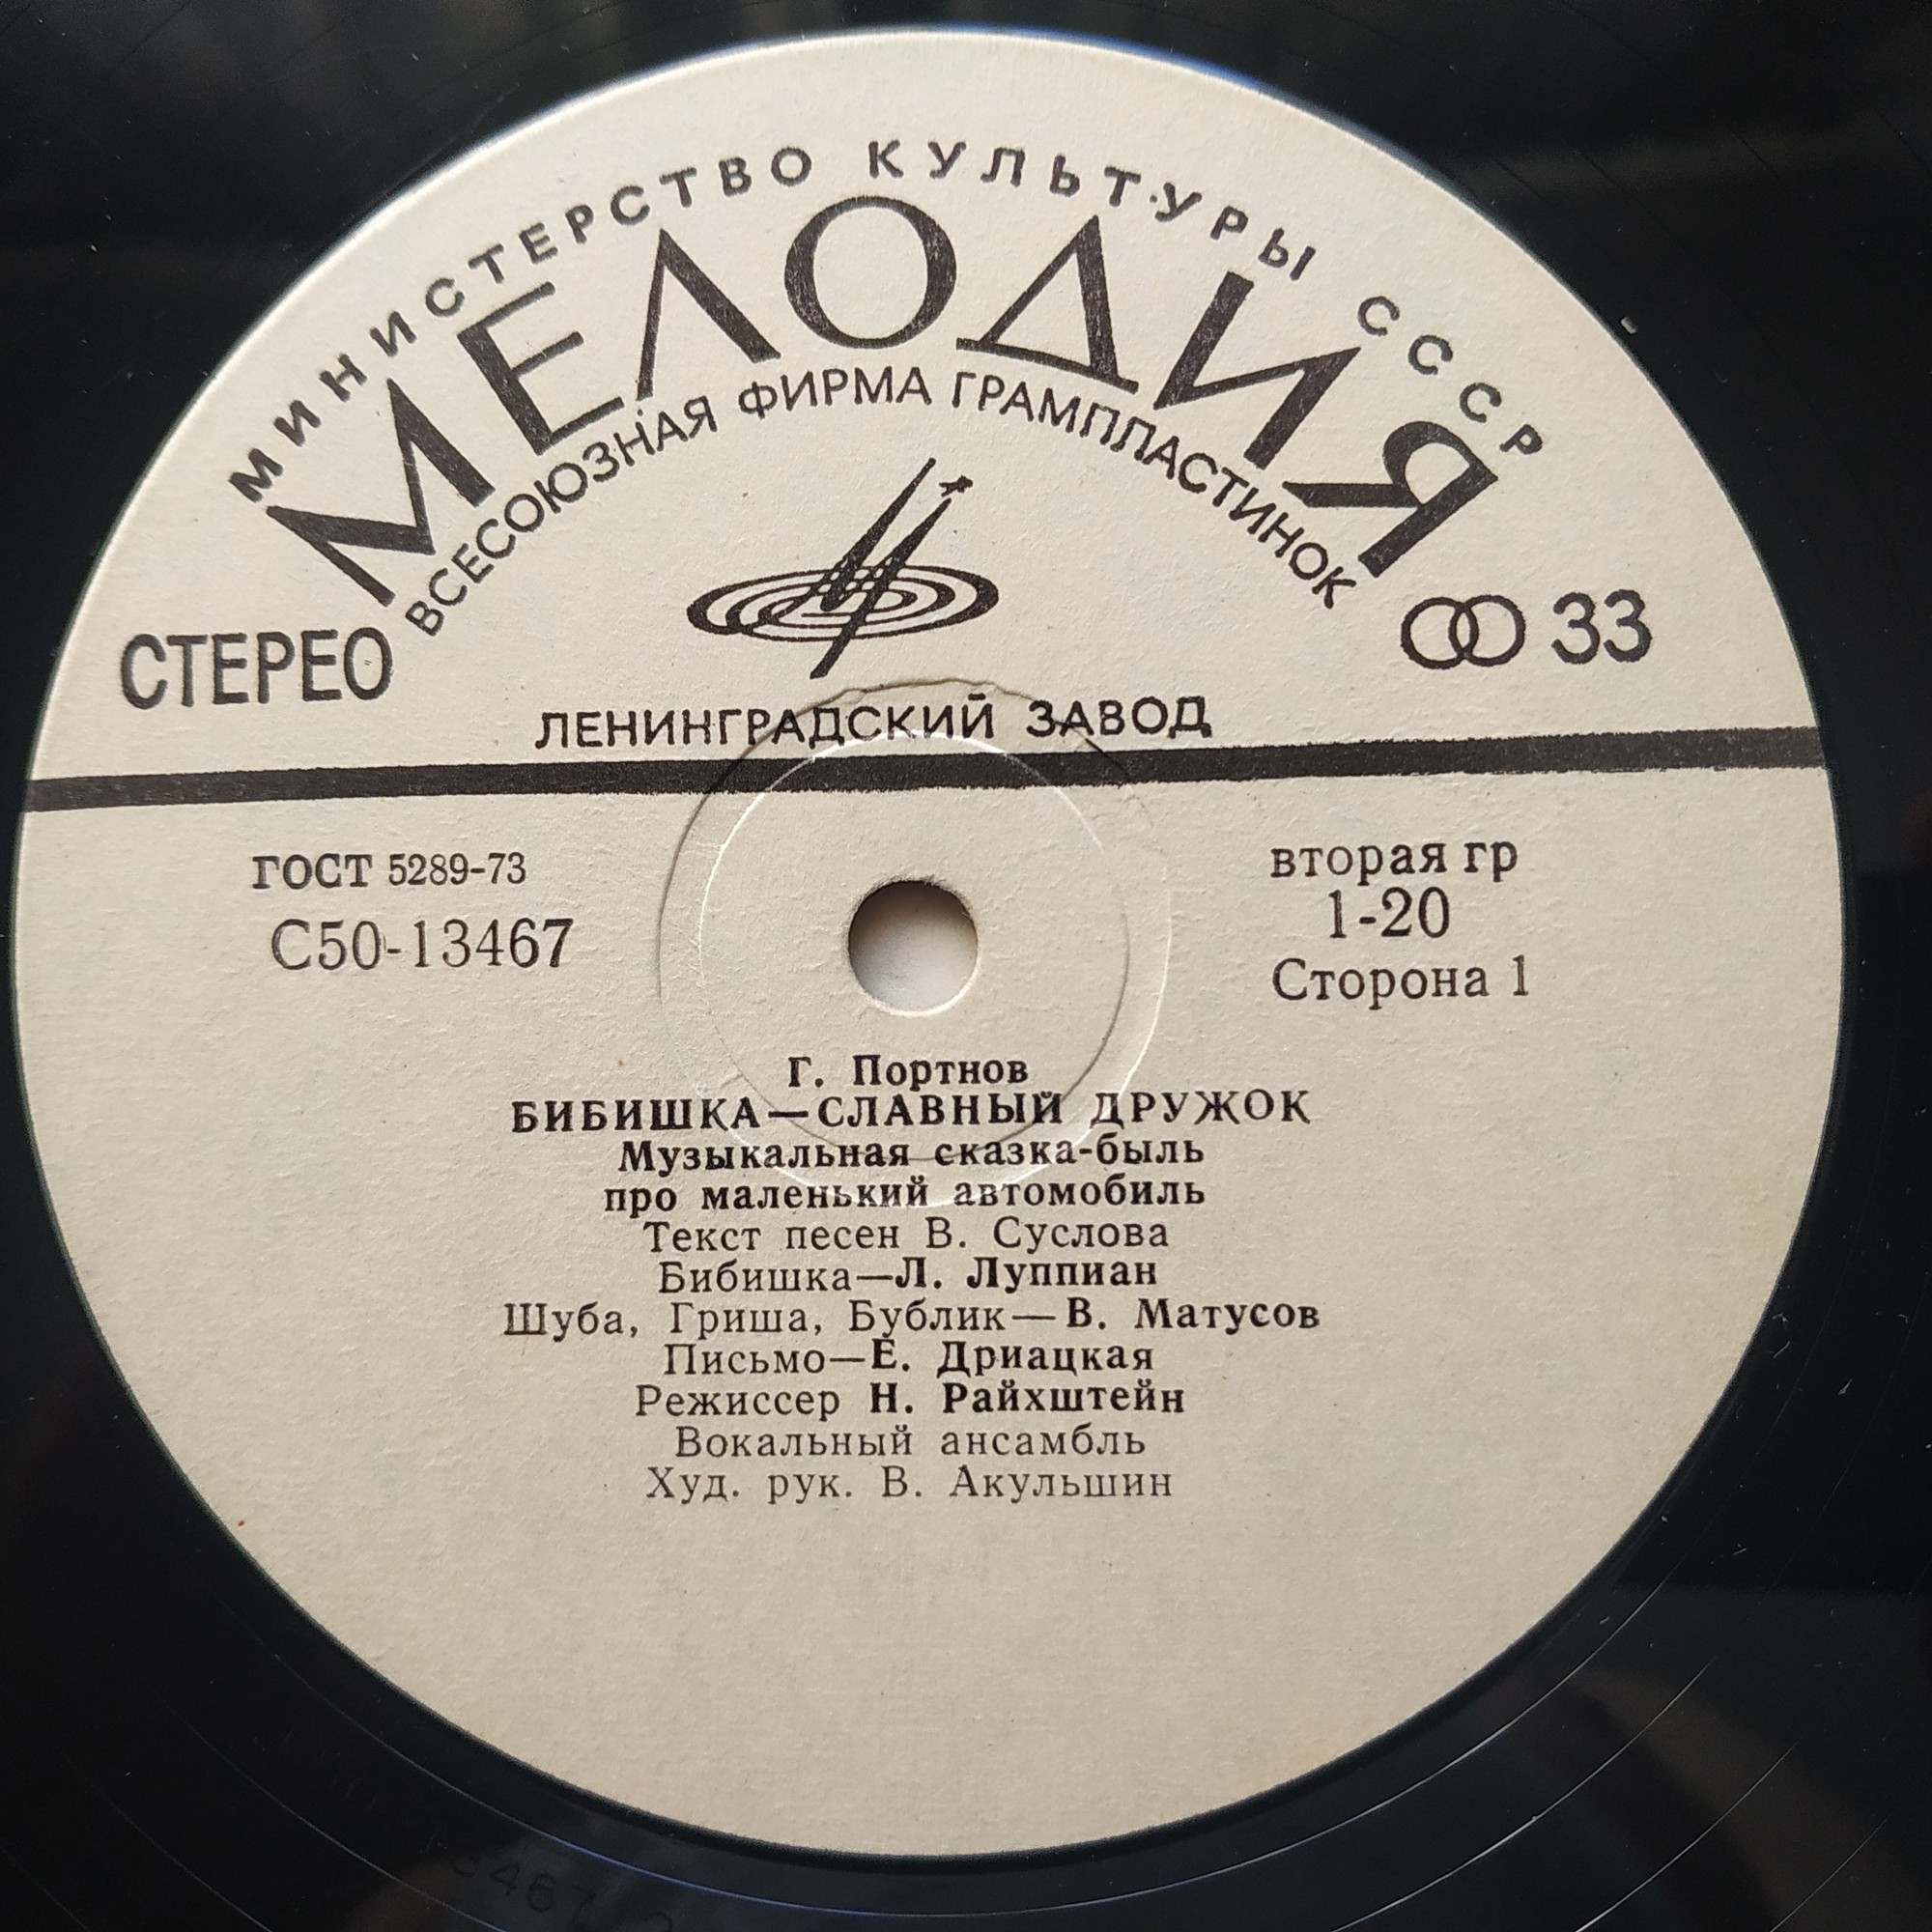 МИНИСТЕРСТВО КУЛЬТУРЫ СССР
МЕЛОДИЯ
ВСЕСОЮЗНАЯ ФИРМА ГРАМПЛАСТИНОК
СТЕРЕО
33
ЛЕНИНГРАДСКИЙ ЗАВОД
ГОСТ 5289-73
С50-13467
вторая гр
1-20
Сторона 1
Г. Портнов
БИБИШКА—СЛАВНЫЙ ДРУЖОК
Музыкальная сказка-быль
про маленький автомобиль
Текст песен В. Суслова
Бибишка—Л. Луппиан
Шуба, Гриша, Бублик—В. Матусов
Письмо—Е. Дриацкая
Режиссер Н. Райхштейн
Вокальный ансамбль
Худ. рук. В. Акульшин